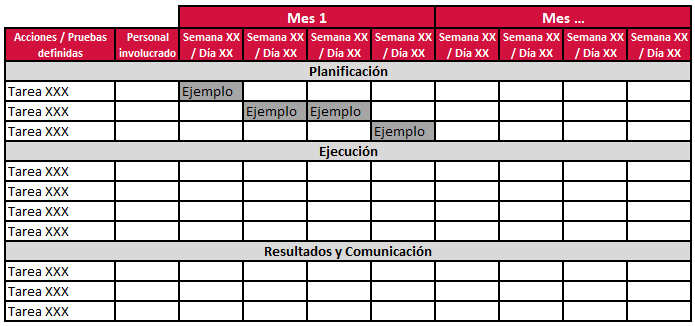 Mes 1 Mes ...
Acciones / Pruebas Personal Semana XX Semana XX Semana XX Semana XX Semana XX Semana XX Semana XX Semana XX
definidas involucrado / Día XX / Día XX / Día XX / Día XX / Día XX / Día XX / Día XX / Día XX
Planificación
Tarea XXX Ejemplo
Tarea XXX Ejemplo Ejemplo
Tarea XXX Ejemplo
Ejecución
Tarea XXX
Tarea XXX
Tarea XXX
Tarea XXX
Resultados y Comunicación
Tarea XXX
Tarea XXX
Tarea XXX